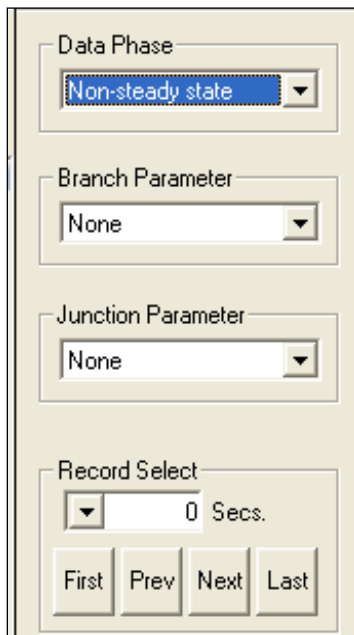 Data Phase
Non-steady state
Branch Parameter
None
Junction Parameter
None
Record Select
0 Secs.
First Prev Next Last